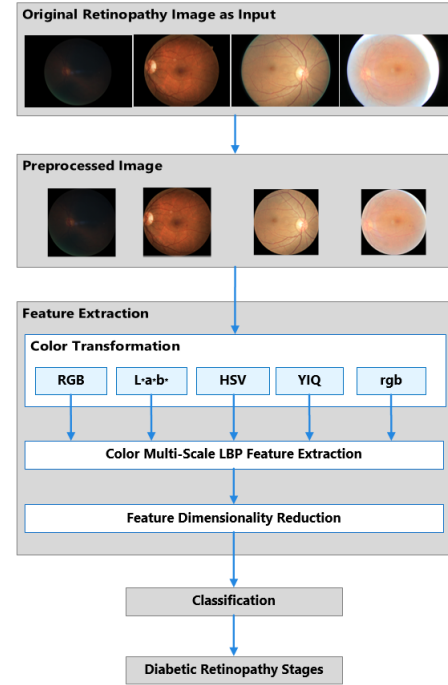 Original Retinopathy Image as Input
Preprocessed Image
Feature Extraction
Color Transformation
RGB
L*a*b*
HSV
YIQ
rgb
Color Multi-Scale LBP Feature Extraction
Feature Dimensionality Reduction
Classification
Diabetic Retinopathy Stages